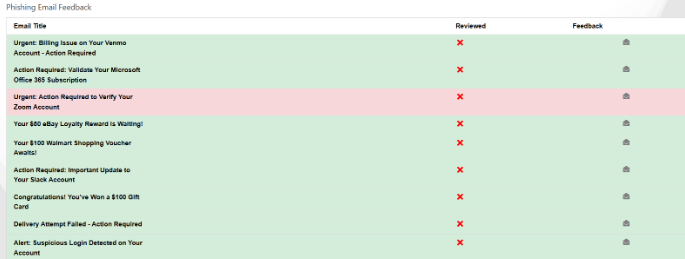 Phishing Email Feedback
Email Title Reviewed Feedback
Urgent: Billing Issue on Your Venmo
Account - Action Required
Action Required: Validate Your Microsoft
Office 365 Subscription
Urgent: Action Required to Verify Your
Zoom Account
Your $50 eBay Loyalty Reward Is Waiting!
Your $100 Walmart Shopping Voucher
Awaits!
Action Required: Important Update to
Your Slack Account
Congratulations! You've Won a $100 Gift
Card
Delivery Attempt Failed - Action Required
Alert: Suspicious Login Detected on Your
Account